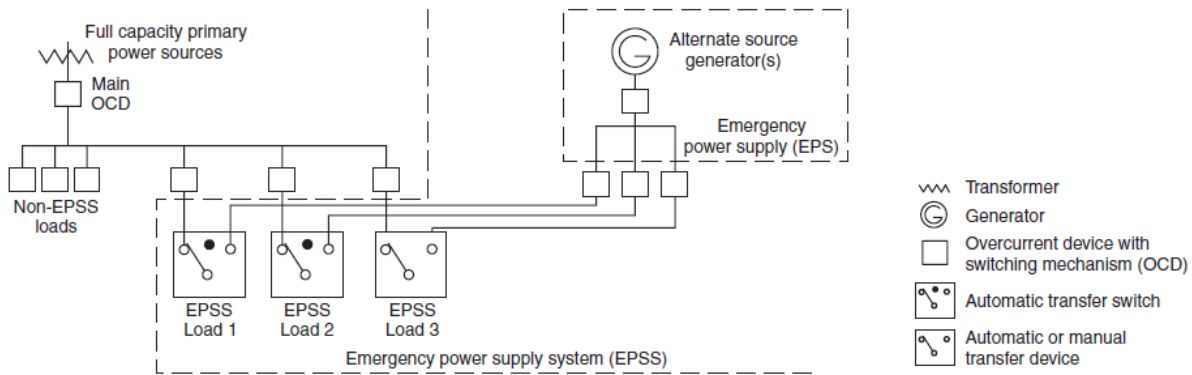 Full capacity primary
power sources
Main
OCD
Non-EPSS
loads
EPSS
Load 1
EPSS
Load 2
EPSS
Load 3
Emergency power supply system (EPSS)
G
Alternate source
generator(s)
Emergency
power supply (EPS)
Transformer
G
Generator
Overcurrent device with
switching mechanism (OCD)
Automatic transfer switch
Automatic or manual
transfer device